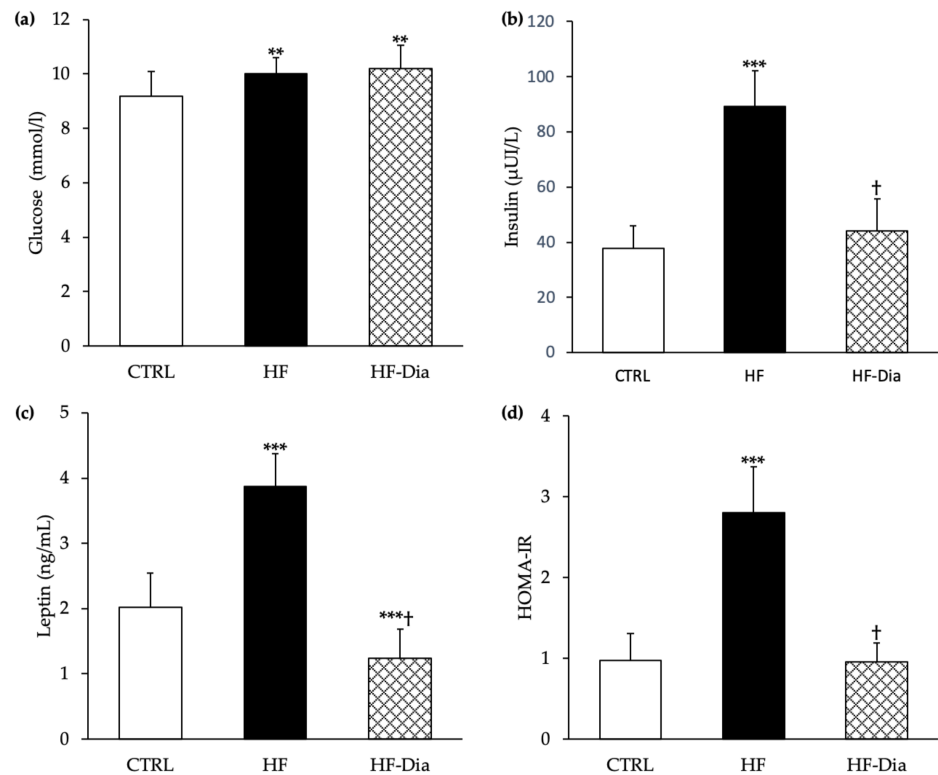 (a)
12
10
8
6
4
2
0
Glucose (mmol/l)
**
**
CTRL
HF
HF-Dia
(b)
120
100
80
60
40
20
0
Insulin (µUI/L)
***
†
CTRL
HF
HF-Dia
(c)
5
4
3
2
1
0
Leptin (ng/mL)
***
***†
CTRL
HF
HF-Dia
(d)
4
3
2
1
0
HOMA-IR
***
†
CTRL
HF
HF-Dia